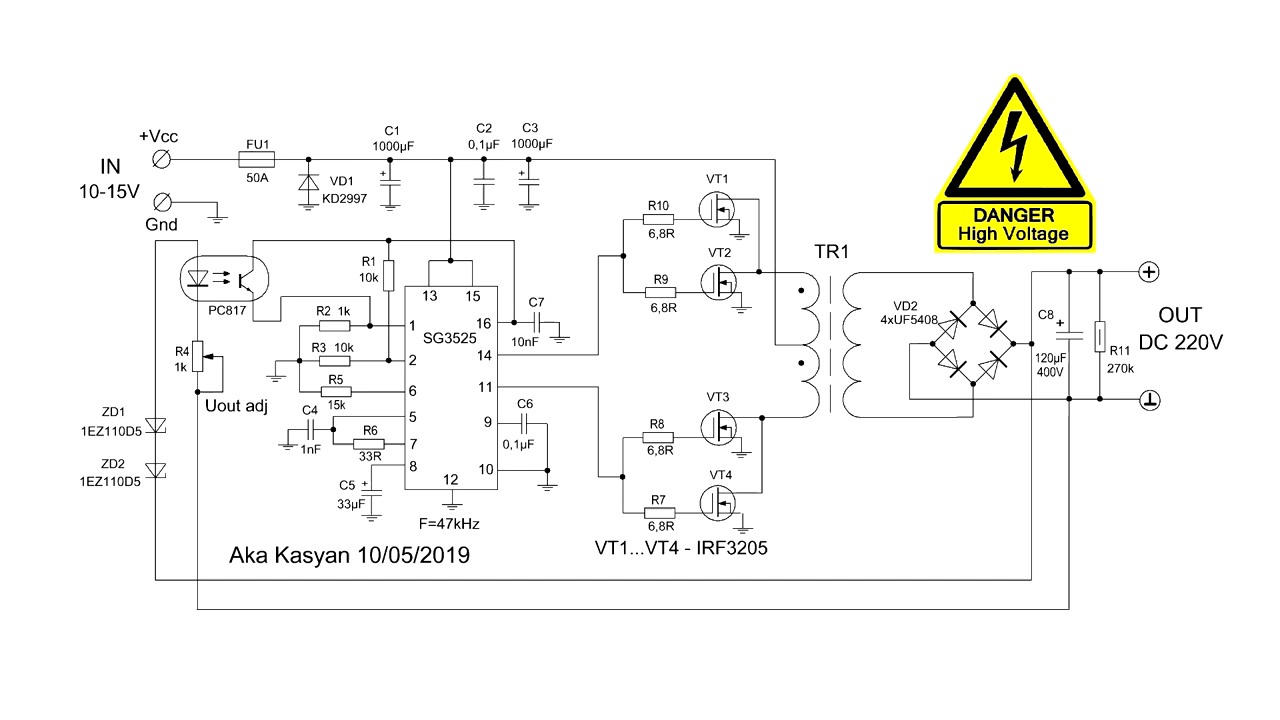 +Vcc
IN
10-15V
Gnd
FU1
50A
VD1
KD2997
C1
1000µF
C2
0,1µF
C3
1000µF
DANGER
High Voltage
PC817
R1
10k
R2 1k
R3 10k
R4
1k
R5
15k
Uout adj
C4
1nF
R6
33R
C5
33µF
13
15
SG3525
1
2
6
5
7
8
16
14
11
9
10
12
F=47kHz
C7
10nF
C6
0,1µF
ZD1
1EZ110D5
ZD2
1EZ110D5
R10
6,8R
VT1
R9
6,8R
VT2
R8
6,8R
VT3
R7
6,8R
VT4
TR1
VD2
4xUF5408
C8
+
120µF
400V
R11
270k
OUT
DC 220V
Aka Kasyan 10/05/2019
VT1...VT4 - IRF3205